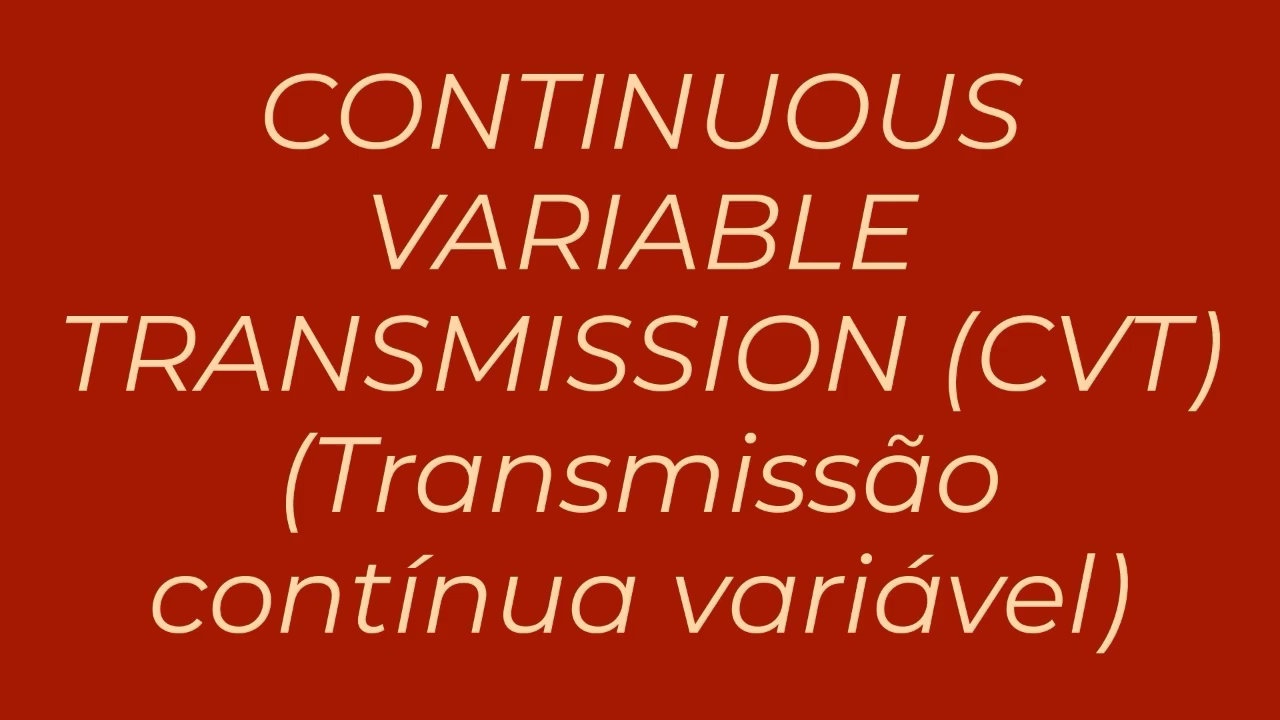 CONTINUOUS
VARIABLE
TRANSMISSION (CVT)
(Transmissão
contínua variável)